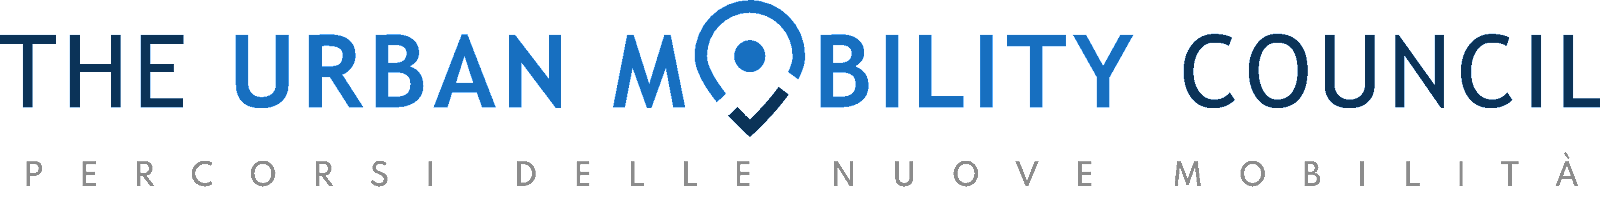 THE URBAN MOBILITY COUNCIL
PERCORSI DELLE NUOVE MOBILITÀ